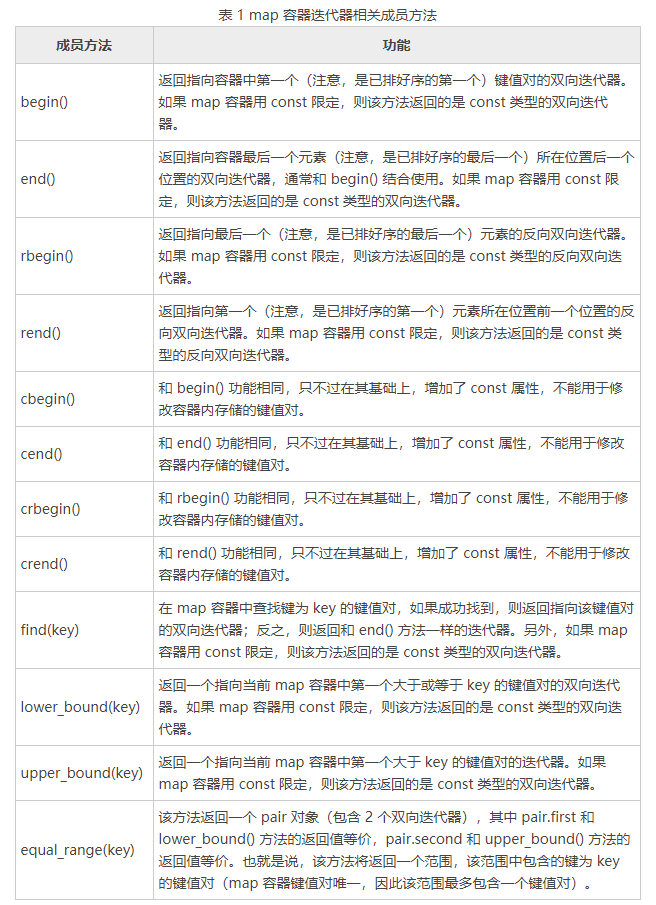 表 1 map 容器迭代器相关成员方法
成员方法 功能
begin() 返回指向容器中第一个（注意，是已排好序的第一个）键值对的双向迭代器。
如果 map 容器用 const 限定，则该方法返回的是 const 类型的双向迭代
器。
end() 返回指向容器最后一个元素（注意，是已排好序的最后一个）所在位置后一个
位置的双向迭代器，通常和 begin() 结合使用。如果 map 容器用 const 限
定，则该方法返回的是 const 类型的双向迭代器。
rbegin() 返回指向最后一个（注意，是已排好序的最后一个）元素的反向双向迭代器。
如果 map 容器用 const 限定，则该方法返回的是 const 类型的反向双向迭
代器。
rend() 返回指向第一个（注意，是已排好序的第一个）元素所在位置前一个位置的反
向双向迭代器。如果 map 容器用 const 限定，则该方法返回的是 const 类
型的反向双向迭代器。
cbegin() 和 begin() 功能相同，只不过在其基础上，增加了 const 属性，不能用于修
改容器内存储的键值对。
cend() 和 end() 功能相同，只不过在其基础上，增加了 const 属性，不能用于修改
容器内存储的键值对。
crbegin() 和 rbegin() 功能相同，只不过在其基础上，增加了 const 属性，不能用于修
改容器内存储的键值对。
crend() 和 rend() 功能相同，只不过在其基础上，增加了 const 属性，不能用于修改
容器内存储的键值对。
find(key) 在 map 容器中查找键为 key 的键值对，如果成功找到，则返回指向该键值对
的双向迭代器；反之，则返回和 end() 方法一样的迭代器。另外，如果 map
容器用 const 限定，则该方法返回的是 const 类型的双向迭代器。
lower_bound(key) 返回一个指向当前 map 容器中第一个大于或等于 key 的键值对的双向迭代
器。如果 map 容器用 const 限定，则该方法返回的是 const 类型的双向迭
代器。
upper_bound(key) 返回一个指向当前 map 容器中第一个大于 key 的键值对的迭代器。如果
map 容器用 const 限定，则该方法返回的是 const 类型的双向迭代器。
equal_range(key) 该方法返回一个 pair 对象（包含 2 个双向迭代器），其中 pair.first 和
lower_bound() 方法的返回值等价，pair.second 和 upper_bound() 方法的
返回值等价。也就是说，该方法将返回一个范围，该范围中包含的键为 key
的键值对（map 容器键值对唯一，因此该范围最多包含一个键值对）。